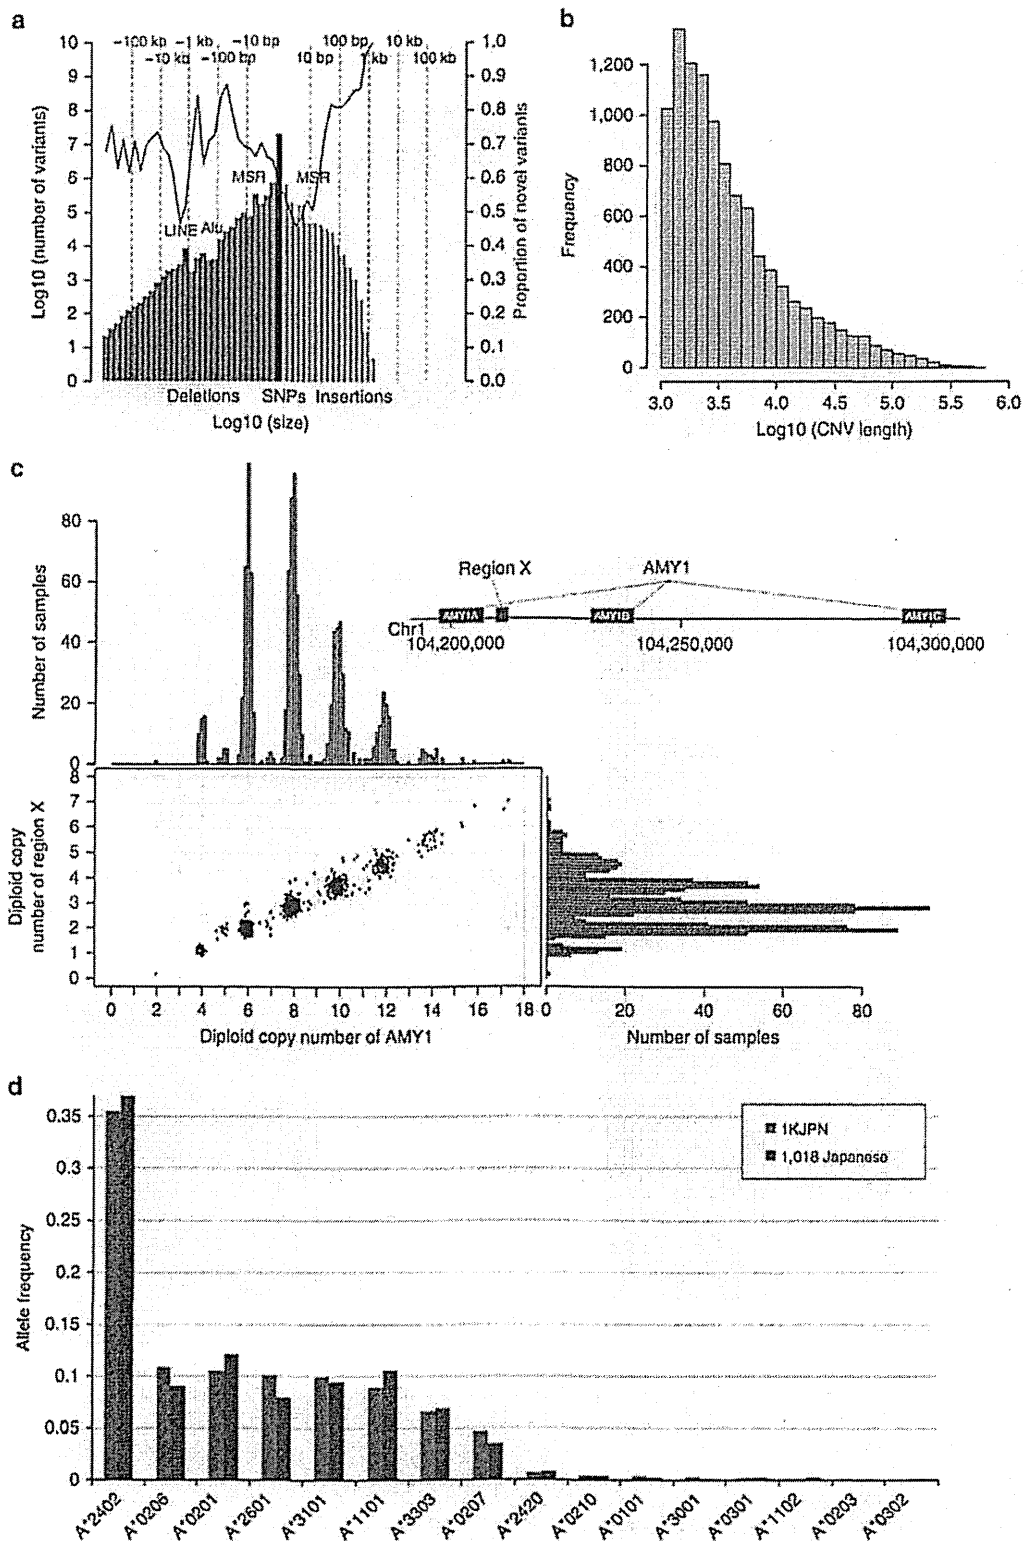 a
−100 kb −1 kb −10 bp 100 bp 10 kb
−10 kb −100 bp 10 bp 1 kb 100 kb
10
9
8
7
6
5
4
3
2
1
0
Log10 (number of variants)
1.0
0.9
0.8
0.7
0.6
0.5
0.4
0.3
0.2
0.1
0.0
Proportion of novel variants
MSR MSR
LINE Alu
Deletions SNPs Insertions
Log10 (size)
b
1,200
1,000
800
600
400
200
0
Frequency
3.0 3.5 4.0 4.5 5.0 5.5 6.0
Log10 (CNV length)
c
80
60
40
20
0
Number of samples
Region X AMY1
AMY1A AMY1B AMY1C
Chr1
104,200,000 104,250,000 104,300,000
8
7
6
5
4
3
2
1
0
Diploid copy
number of region X
0 2 4 6 8 10 12 14 16 18
Diploid copy number of AMY1
0 20 40 60 80
Number of samples
d
0.35
0.3
0.25
0.2
0.15
0.1
0.05
0
Allele frequency
1KJPN
1,018 Japanese
A*2402 A*0206 A*0201 A*2601 A*3101 A*1101 A*3303 A*0207 A*2420 A*0210 A*0101 A*3001 A*0301 A*1102 A*0203 A*0302